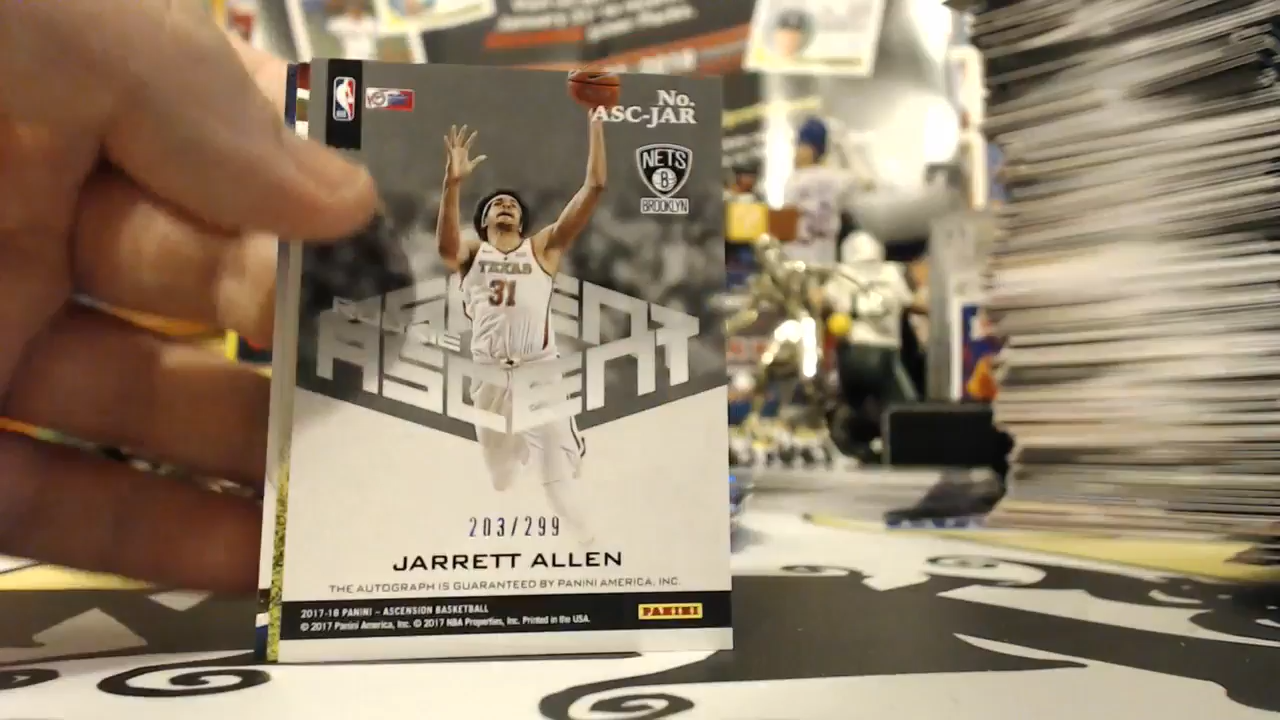 No.
ASC-JAR
NETS
B
BROOKLYN
TEXAS
31
ASCENT
THE
ASCENT
203/299
JARRETT ALLEN
THE AUTOGRAPH IS GUARANTEED BY PANINI AMERICA, INC.
2017-18 PANINI – ASCENSION BASKETBALL
© 2017 Panini America, Inc. © 2017 NBA Properties, Inc. Printed in the USA.
PANINI